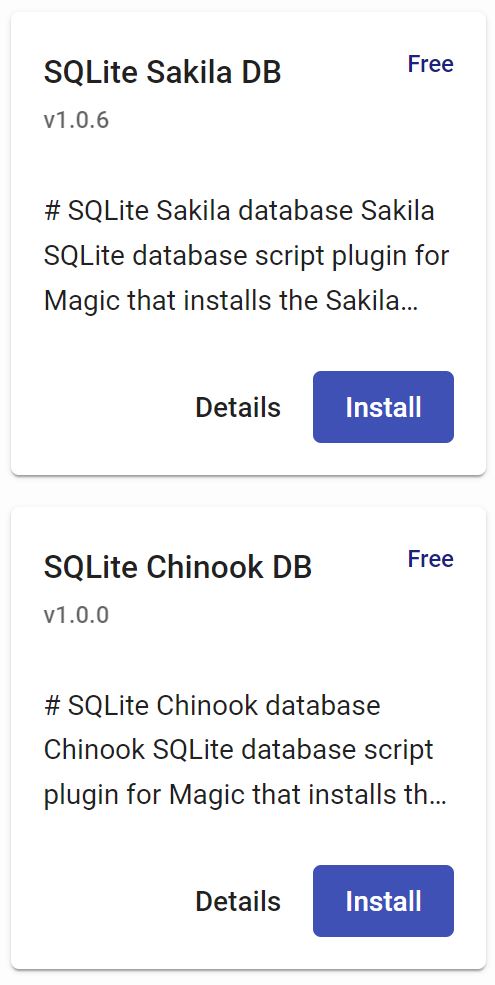 SQLite Sakila DB
Free
v1.0.6
# SQLite Sakila database Sakila
SQLite database script plugin for
Magic that installs the Sakila...
Details
Install
SQLite Chinook DB
Free
v1.0.0
# SQLite Chinook database
Chinook SQLite database script
plugin for Magic that installs th...
Details
Install